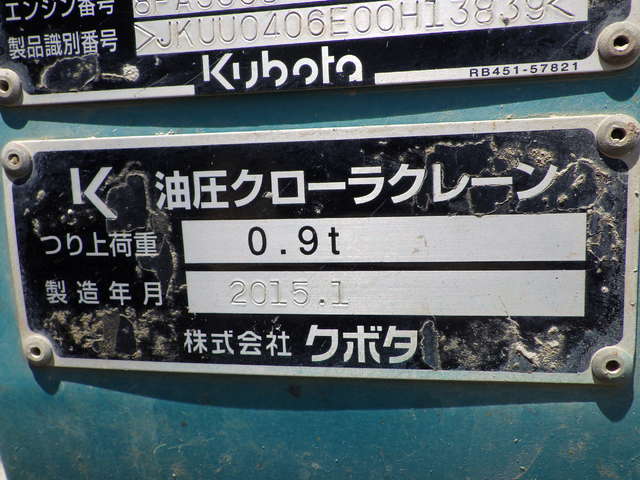 エンジン番号
製品識別番号 >JKUU0406E00H13839<
Kubota
RB451-57821
K 油圧クローラクレーン
つり上荷重 0.9t
製造年月 2015.1
株式会社 クボタ